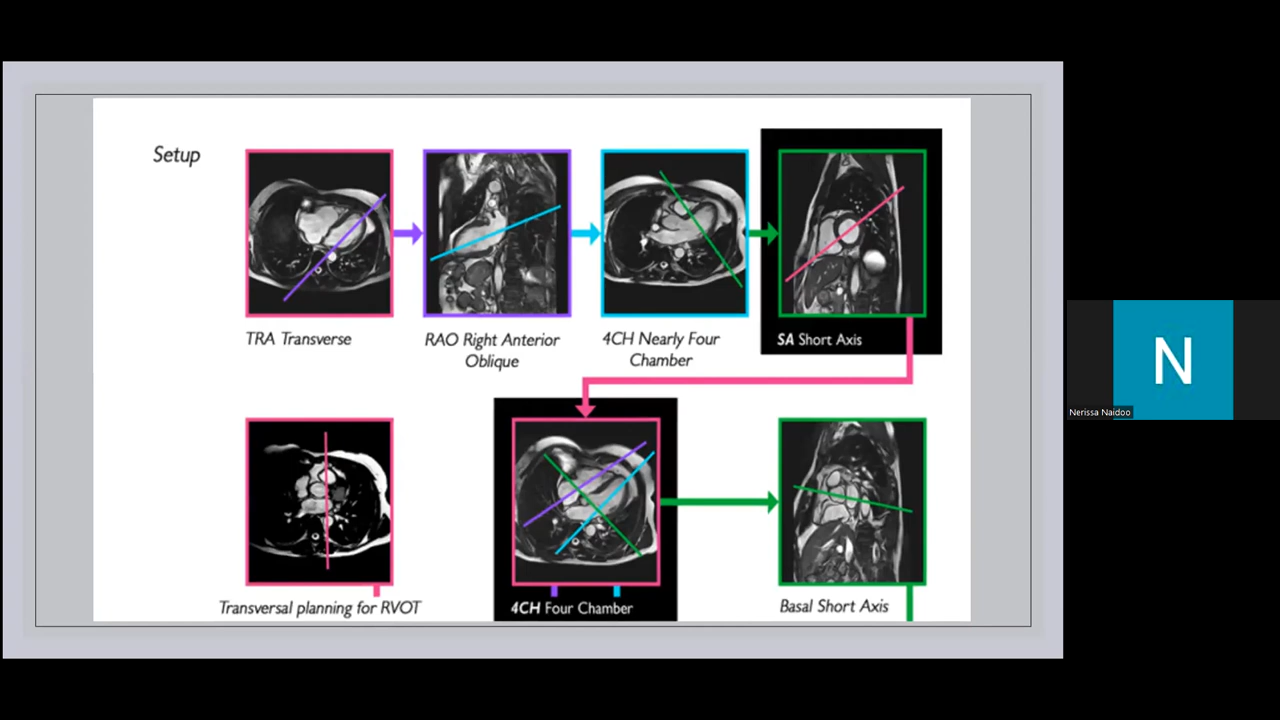 Setup
TRA Transverse
RAO Right Anterior
Oblique
4CH Nearly Four
Chamber
SA Short Axis
Transversal planning for RVOT
4CH Four Chamber
Basal Short Axis
N
Nerissa Naidoo